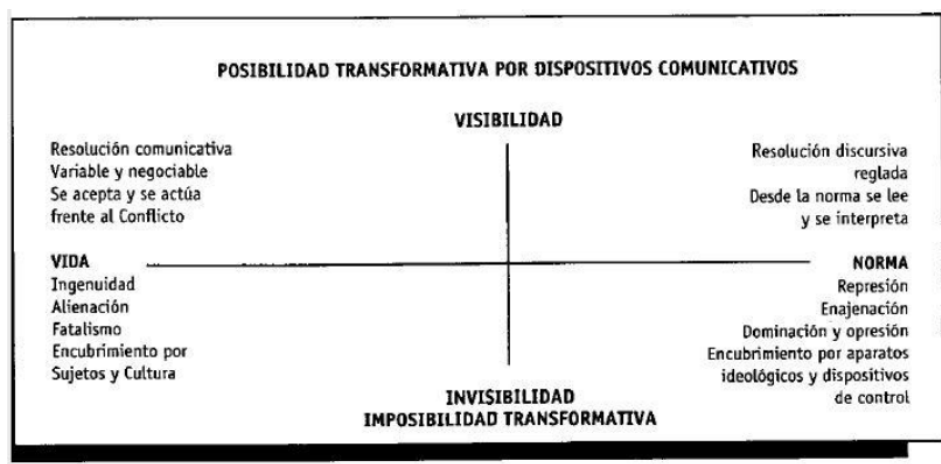 POSIBILIDAD TRANSFORMATIVA POR DISPOSITIVOS COMUNICATIVOS
VISIBILIDAD
Resolución comunicativa
Variable y negociable
Se acepta y se actúa
frente al Conflicto
Resolución discursiva
reglada
Desde la norma se lee
y se interpreta
VIDA
Ingenuidad
Alienación
Fatalismo
Encubrimiento por
Sujetos y Cultura
NORMA
Represión
Enajenación
Dominación y opresión
Encubrimiento por aparatos
ideológicos y dispositivos
de control
INVISIBILIDAD
IMPOSIBILIDAD TRANSFORMATIVA